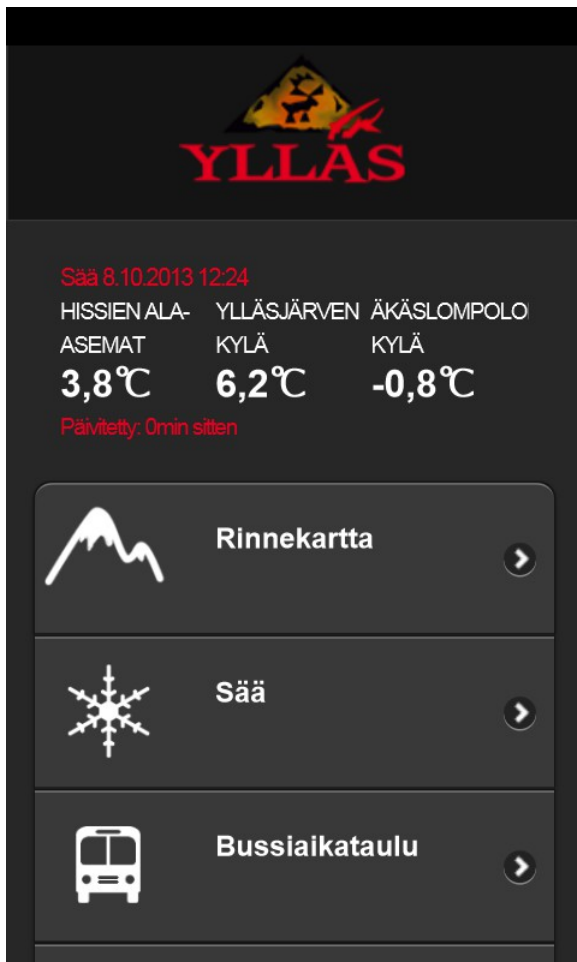 YLLÄS
Sää 8.10.2013 12:24
HISSIEN ALA-
ASEMAT
3,8℃
YLLÄSJÄRVEN
KYLÄ
6,2℃
ÄKÄSLOMPOLO
KYLÄ
-0,8℃
Päivitetty: 0min sitten
Rinnekartta
Sää
Bussiaikataulu